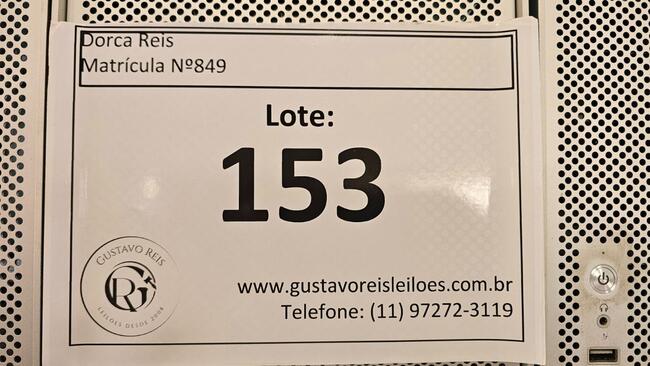 Dorca Reis
Matrícula Nº849
Lote:
153
GUSTAVO REIS
GR
LEILÕES DESDE 2008
www.gustavoreisleiloes.com.br
Telefone: (11) 97272-3119